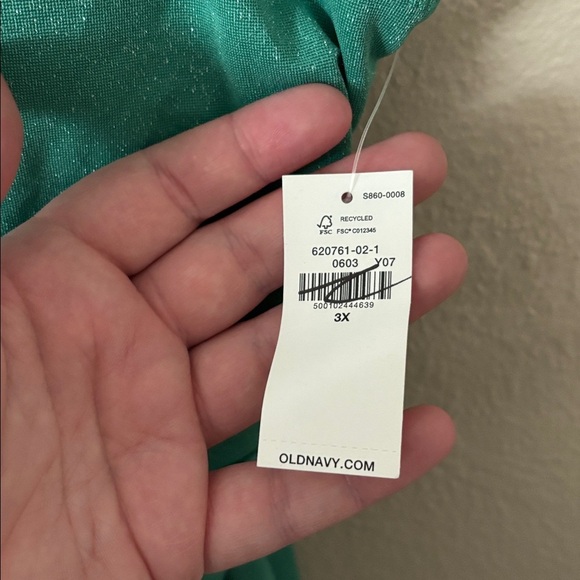 S860-0008
FSC
RECYCLED
FSC® C012345
620761-02-1
0603 Y07
500102444639
3X
OLDNAVY.COM